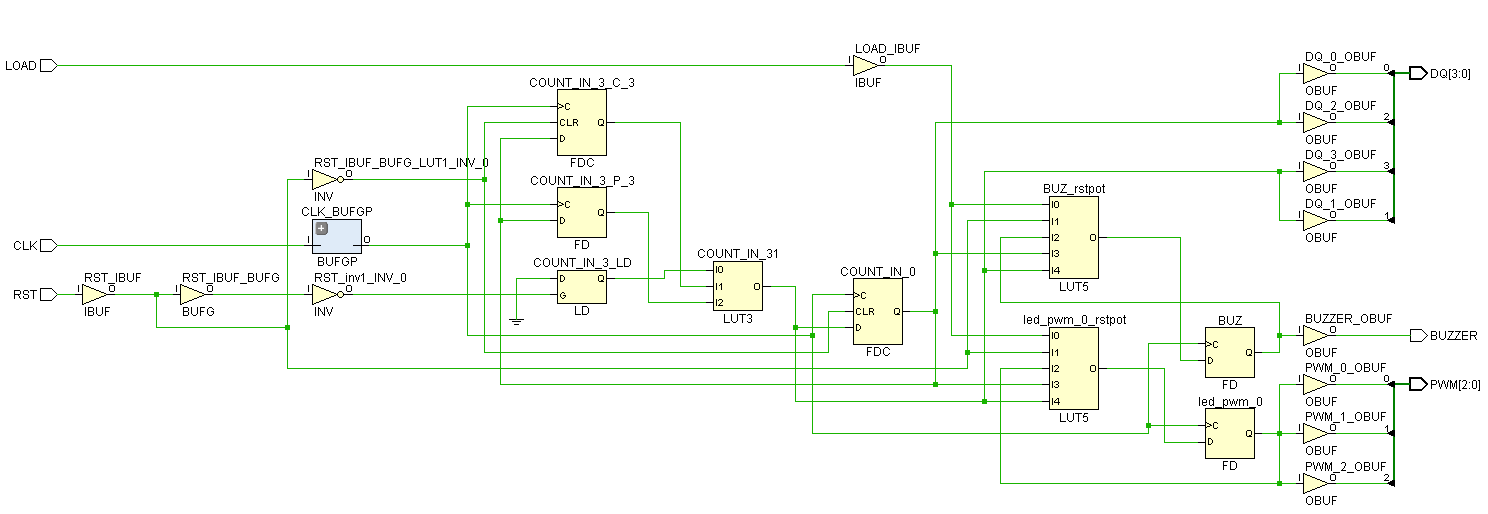 LOAD
LOAD_IBUF
I
O
IBUF
DQ_0_OBUF
I
O
OBUF
0
DQ[3:0]
DQ_2_OBUF
I
O
OBUF
2
DQ_3_OBUF
I
O
OBUF
3
DQ_1_OBUF
I
O
OBUF
1
COUNT_IN_3_C_3
C
CLR
Q
D
FDC
RST_IBUF_BUFG_LUT1_INV_0
I
O
INV
COUNT_IN_3_P_3
C
Q
D
FD
BUZ_rstpot
I0
I1
I2
O
I3
I4
LUT5
CLK_BUFGP
CLK
+
O
BUFGP
RST_IBUF
RST
I
O
IBUF
RST_IBUF_BUFG
I
O
BUFG
RST_inv1_INV_0
I
O
INV
COUNT_IN_3_LD
D
Q
G
LD
COUNT_IN_31
I0
I1
O
I2
LUT3
COUNT_IN_0
C
CLR
Q
D
FDC
led_pwm_0_rstpot
I0
I1
I2
O
I3
I4
LUT5
BUZ
C
Q
D
FD
BUZZER_OBUF
I
O
OBUF
BUZZER
led_pwm_0
C
Q
D
FD
PWM_0_OBUF
I
O
OBUF
0
PWM[2:0]
PWM_1_OBUF
I
O
OBUF
1
PWM_2_OBUF
I
O
OBUF
2